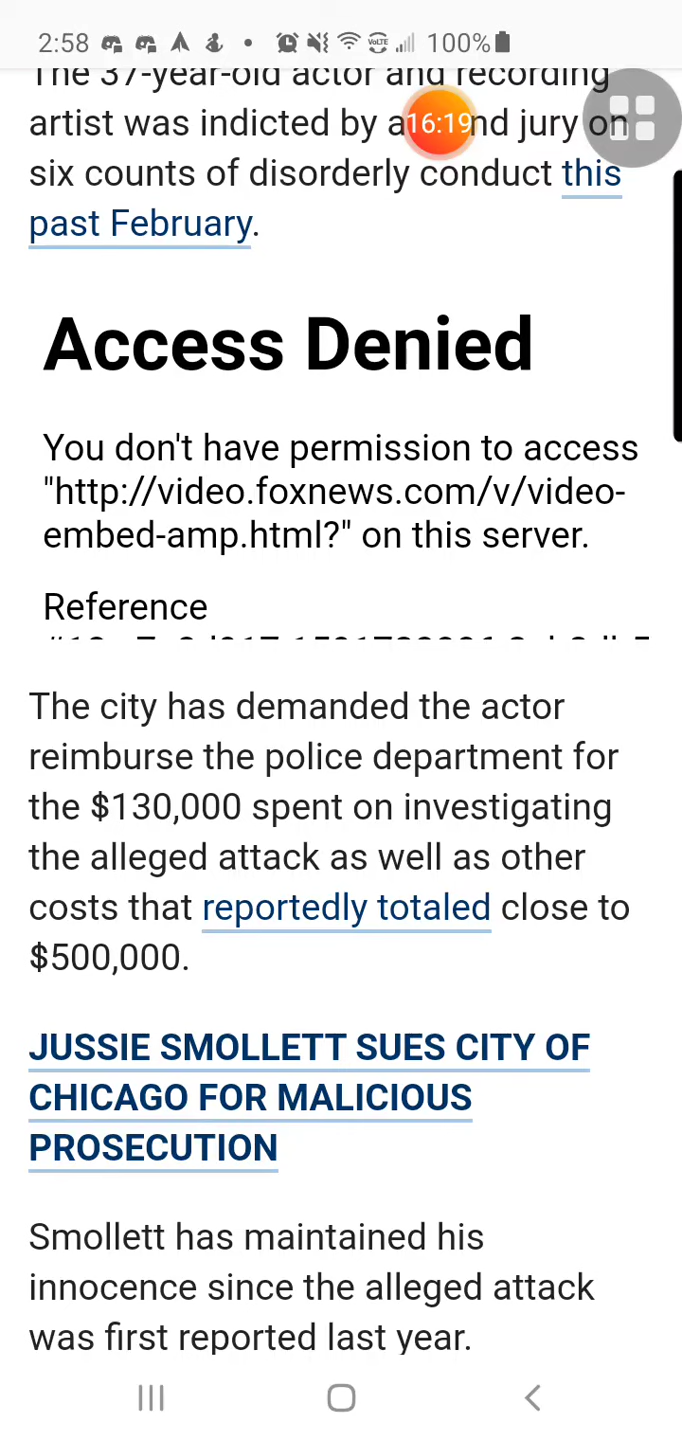 2:58 100%
The 37-year-old actor and recording
artist was indicted by a 16:19 nd jury on
six counts of disorderly conduct this
past February.
Access Denied
You don't have permission to access
"http://video.foxnews.com/v/video-
embed-amp.html?" on this server.
Reference
The city has demanded the actor
reimburse the police department for
the $130,000 spent on investigating
the alleged attack as well as other
costs that reportedly totaled close to
$500,000.
JUSSIE SMOLLETT SUES CITY OF
CHICAGO FOR MALICIOUS
PROSECUTION
Smollett has maintained his
innocence since the alleged attack
was first reported last year.